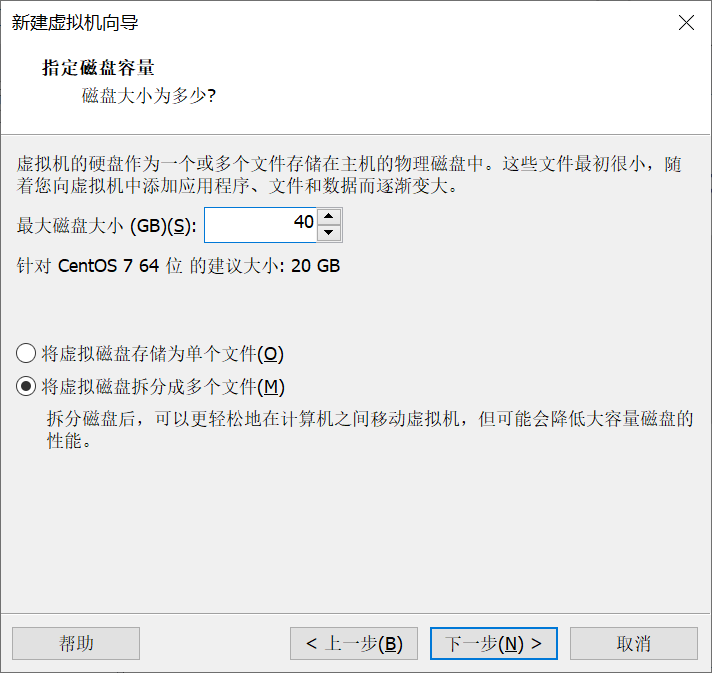 新建虚拟机向导
指定磁盘容量
磁盘大小为多少?
虚拟机的硬盘作为一个或多个文件存储在主机的物理磁盘中。这些文件最初很小，随
着您向虚拟机中添加应用程序、文件和数据而逐渐变大。
最大磁盘大小 (GB)(S): 40
针对 CentOS 7 64 位 的建议大小: 20 GB
将虚拟磁盘存储为单个文件(O)
将虚拟磁盘拆分成多个文件(M)
拆分磁盘后，可以更轻松地在计算机之间移动虚拟机，但可能会降低大容量磁盘的
性能。
帮助 < 上一步(B) 下一步(N) > 取消